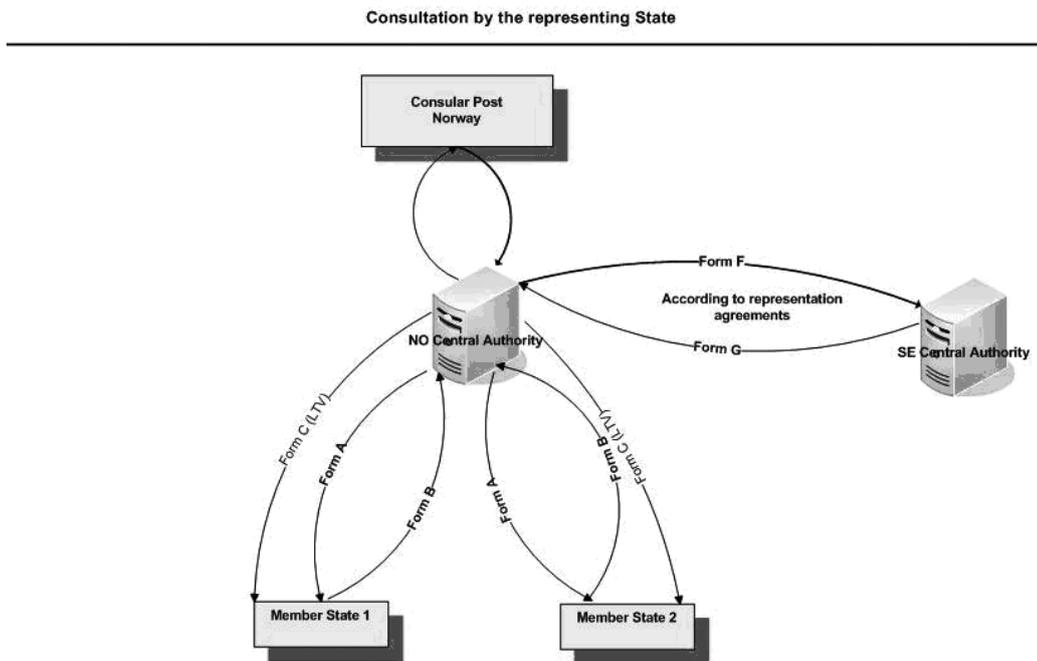 Consultation by the representing State
Consular Post
Norway
Form F
According to representation
agreements
NO Central Authority
Form G
SE Central Authority
Form C (LTV)
Form A
Form B
Form A
Form B
Form C (LTV)
Member State 1
Member State 2